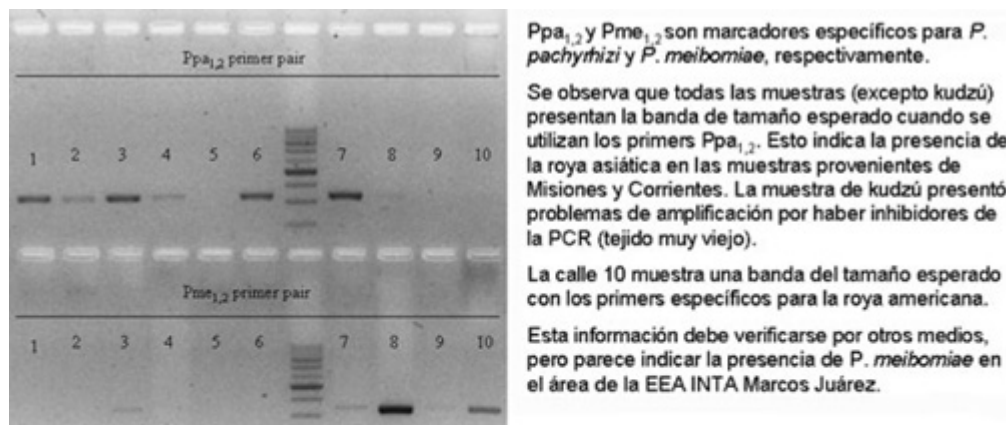 Ppa1,2 primer pair
1 2 3 4 5 6 7 8 9 10
Pme1,2 primer pair
1 2 3 4 5 6 7 8 9 10
Ppa1,2 y Pme1,2 son marcadores específicos para P.
pachyrhizi y P. meibomiae, respectivamente.
Se observa que todas las muestras (excepto kudzú)
presentan la banda de tamaño esperado cuando se
utilizan los primers Ppa1,2. Esto indica la presencia de
la roya asiática en las muestras provenientes de
Misiones y Corrientes. La muestra de kudzú presentó
problemas de amplificación por haber inhibidores de
la PCR (tejido muy viejo).
La calle 10 muestra una banda del tamaño esperado
con los primers específicos para la roya americana.
Esta información debe verificarse por otros medios,
pero parece indicar la presencia de P. meibomiae en
el área de la EEA INTA Marcos Juárez.